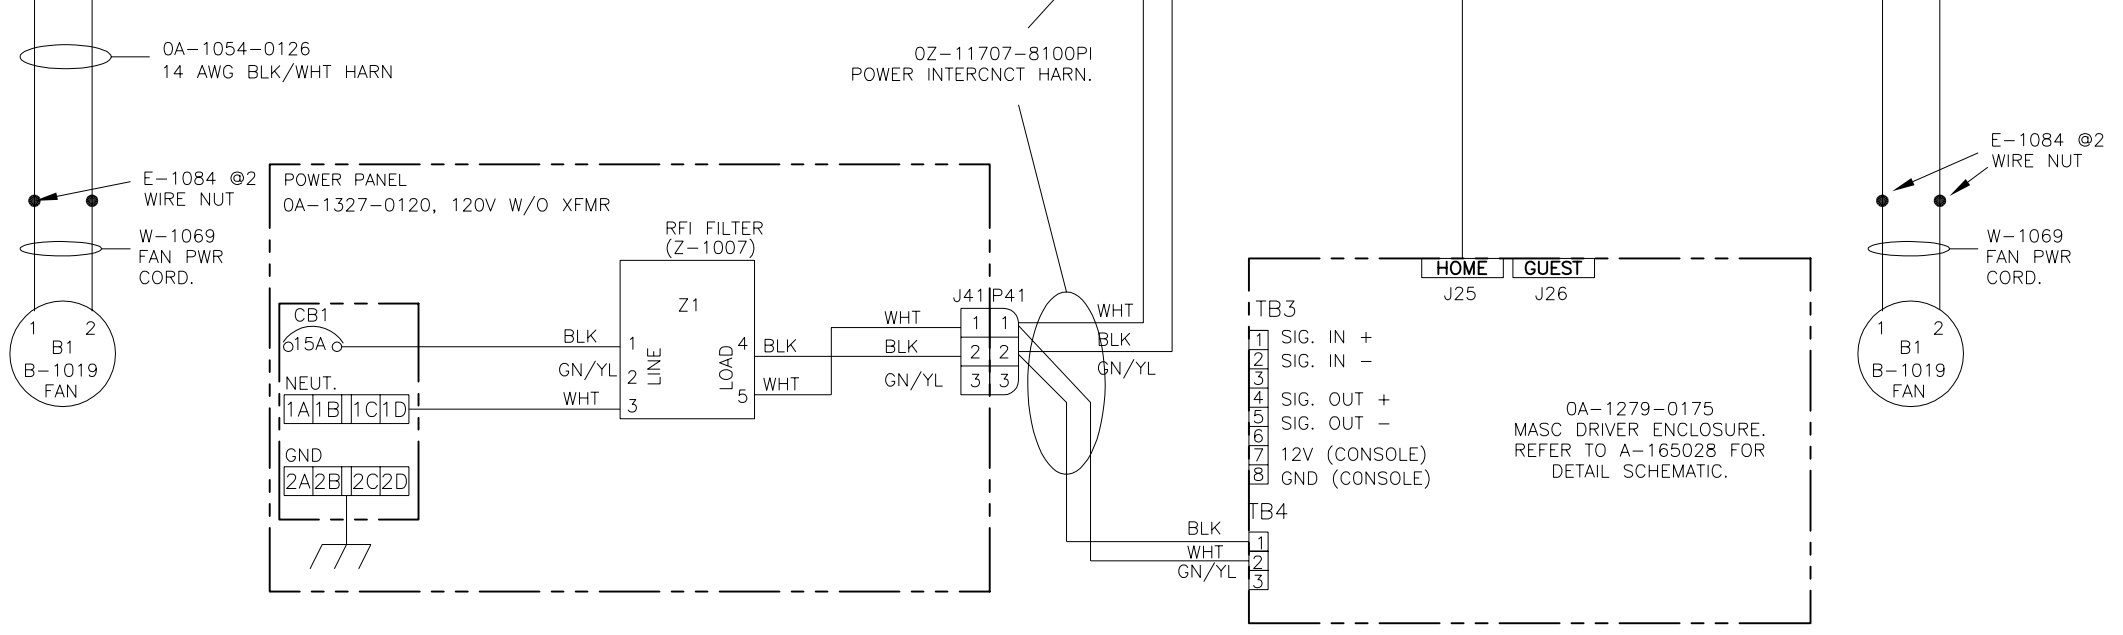 0A-1054-0126
14 AWG BLK/WHT HARN
E-1084 @2
WIRE NUT
W-1069
FAN PWR
CORD.
1 2
B1
B-1019
FAN
POWER PANEL
0A-1327-0120, 120V W/O XFMR
RFI FILTER
(Z-1007)
Z1
LINE
LOAD
1
2
3
4
5
CB1
15A
NEUT.
1A 1B 1C 1D
GND
2A 2B 2C 2D
BLK
GN/YL
WHT
BLK
WHT
WHT
BLK
GN/YL
J41 P41
1 1
2 2
3 3
0Z-11707-8100PI
POWER INTERCNCT HARN.
WHT
BLK
GN/YL
BLK
WHT
GN/YL
HOME GUEST
J25 J26
TB3
1 SIG. IN +
2 SIG. IN -
3
4 SIG. OUT +
5 SIG. OUT -
6
7 12V (CONSOLE)
8 GND (CONSOLE)
TB4
1
2
3
0A-1279-0175
MASC DRIVER ENCLOSURE.
REFER TO A-165028 FOR
DETAIL SCHEMATIC.
E-1084 @2
WIRE NUT
W-1069
FAN PWR
CORD.
1 2
B1
B-1019
FAN